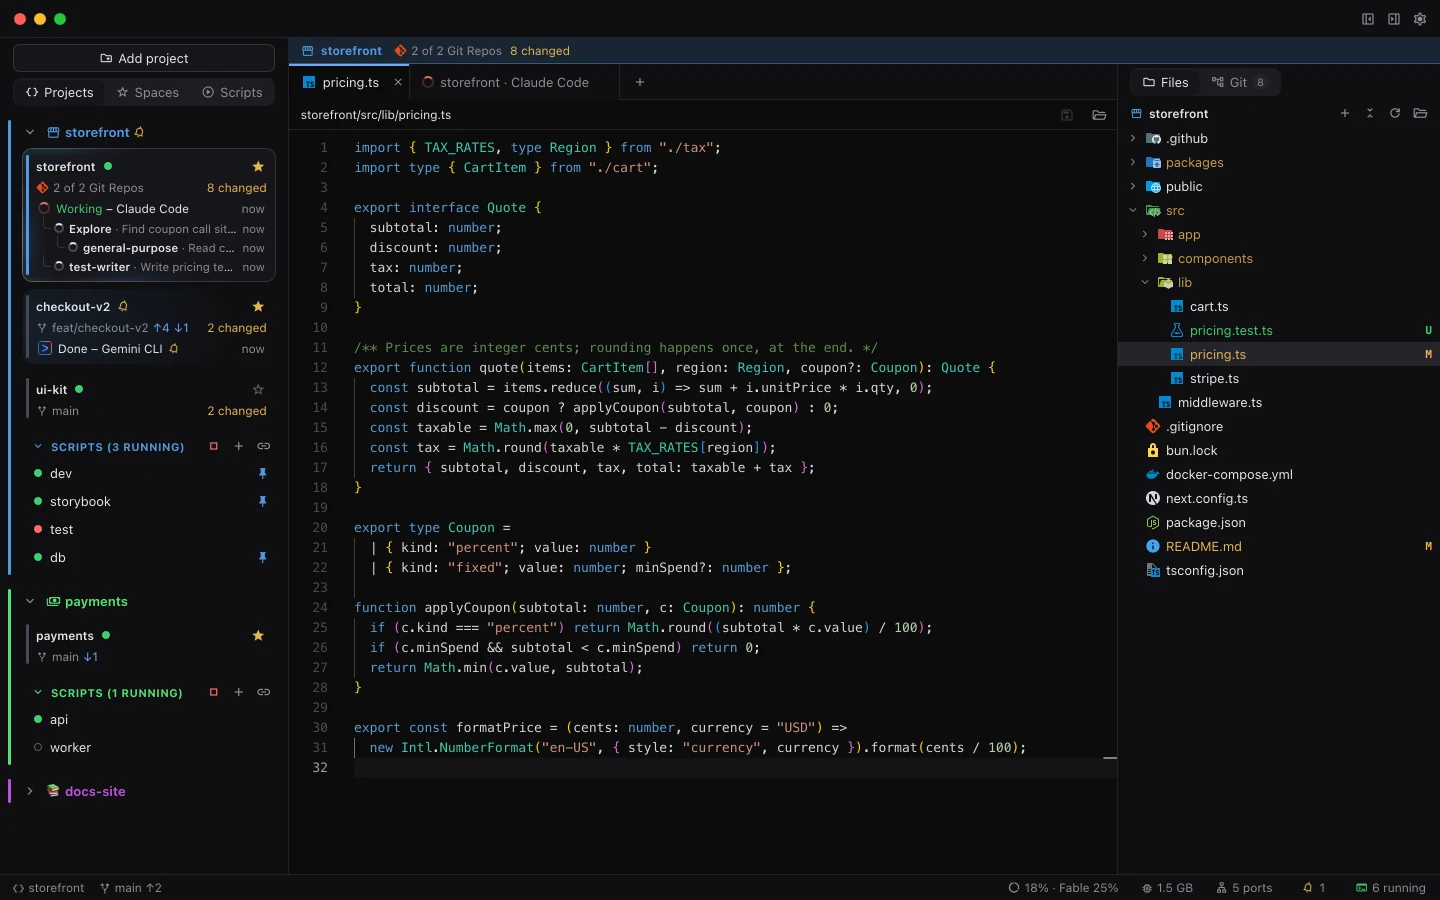 Add project
Projects
Spaces
Scripts
storefront
storefront
2 of 2 Git Repos
8 changed
Working – Claude Code
now
Explore · Find coupon call sit...
now
general-purpose · Read c...
now
test-writer · Write pricing te...
now
checkout-v2
feat/checkout-v2 ↑4 ↓1
2 changed
Done – Gemini CLI
now
ui-kit
main
2 changed
SCRIPTS (3 RUNNING)
dev
storybook
test
db
payments
payments
main ↓1
SCRIPTS (1 RUNNING)
api
worker
docs-site
storefront 2 of 2 Git Repos 8 changed
pricing.ts ×
storefront · Claude Code
+
storefront/src/lib/pricing.ts
1 import { TAX_RATES, type Region } from "./tax";
2 import type { CartItem } from "./cart";
3
4 export interface Quote {
5 subtotal: number;
6 discount: number;
7 tax: number;
8 total: number;
9 }
10
11 /** Prices are integer cents; rounding happens once, at the end. */
12 export function quote(items: CartItem[], region: Region, coupon?: Coupon): Quote {
13 const subtotal = items.reduce((sum, i) => sum + i.unitPrice * i.qty, 0);
14 const discount = coupon ? applyCoupon(subtotal, coupon) : 0;
15 const taxable = Math.max(0, subtotal - discount);
16 const tax = Math.round(taxable * TAX_RATES[region]);
17 return { subtotal, discount, tax, total: taxable + tax };
18 }
19
20 export type Coupon =
21 | { kind: "percent"; value: number }
22 | { kind: "fixed"; value: number; minSpend?: number };
23
24 function applyCoupon(subtotal: number, c: Coupon): number {
25 if (c.kind === "percent") return Math.round((subtotal * c.value) / 100);
26 if (c.minSpend && subtotal < c.minSpend) return 0;
27 return Math.min(c.value, subtotal);
28 }
29
30 export const formatPrice = (cents: number, currency = "USD") =>
31 new Intl.NumberFormat("en-US", { style: "currency", currency }).format(cents / 100);
32
Files
Git 8
storefront
.github
packages
public
src
app
components
lib
cart.ts
pricing.test.ts U
pricing.ts M
stripe.ts
middleware.ts
.gitignore
bun.lock
docker-compose.yml
next.config.ts
package.json
README.md M
tsconfig.json
storefront
main ↑2
18% · Fable 25%
1.5 GB
5 ports
1
6 running